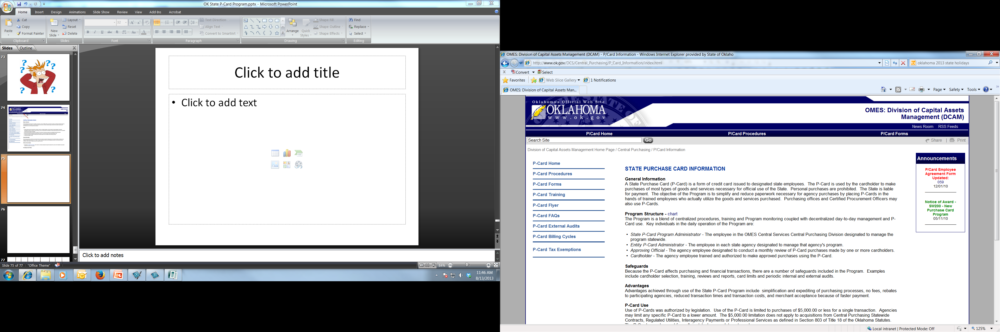 OK State P-Card Program.pptx - Microsoft PowerPoint
Home Insert Design Animations Slide Show Review View Add-Ins Acrobat
Paste
Cut
Copy
Format Painter
Clipboard
New Slide
Layout
Reset
Delete
Slides
32
Font
Text Direction
Align Text
Convert to SmartArt
Paragraph
Arrange
Quick Styles
Shape Fill
Shape Outline
Shape Effects
Drawing
Find
Replace
Select
Editing
Slides Outline
73
74
75
76
77
Click to add title
• Click to add text
Click to add notes
Slide 75 of 77 "Office Theme"
84%
11:46 AM
8/13/2013
OMES: Division of Capital Assets Management (DCAM) - P/Card Information - Windows Internet Explorer provided by State of Oklaho
http://www.ok.gov/DCS/Central_Purchasing/P_Card_Information/index.html
oklahoma 2013 state holidays
x Convert Select
Favorites Web Slice Gallery 1 Notifications
OMES: Division of Capital Assets Man...
Page Safety Tools
Oklahoma's Official Web Site
OKLAHOMA
www.ok.gov
OMES: Division of Capital Assets
Management (DCAM)
News Room RSS Feeds
P/Card Home P/Card Procedures P/Card Forms
Search Site Go
Share | Print
Division of Capital Assets Management Home Page / Central Purchasing / P/Card Information
P-Card Home
P-Card Procedures
P-Card Forms
P-Card Training
P-Card Flyer
P-Card FAQs
P-Card External Audits
P-Card Billing Cycles
P-Card Tax Exemptions
STATE PURCHASE CARD INFORMATION
General Information
A State Purchase Card (P-Card) is a form of credit card issued to designated state employees. The P-Card is used by the cardholder to make
purchases of most types of goods and services necessary for official use of the State. Personal purchases are prohibited. The State is liable
for payment. The objective of the Program is to simplify and reduce paperwork necessary for agency purchases by placing P-Cards in the
hands of trained employees who actually utilize the goods and services purchased. Purchasing offices and Certified Procurement Officers may
also use P-Cards.
Program Structure - chart
The Program is a blend of centralized procedures, training and Program monitoring coupled with decentralized day-to-day management and P-
Card use. Key individuals in the daily operation of the Program are:
• State P-Card Program Administrator - The employee in the OMES Central Services Central Purchasing Division designated to manage the
program statewide.
• Entity P-Card Administrator - The employee in each state agency designated to manage that agency's program.
• Approving Official - The agency employee designated to conduct a monthly review of P-Card purchases made by one or more cardholders.
• Cardholder - The agency employee trained and authorized to make approved purchases using the P-Card.
Safeguards
Because the P-Card affects purchasing and financial transactions, there are a number of safeguards included in the Program. Examples
include cardholder selection, training, reviews and reports, card limits and periodic internal and external audits.
Advantages
Advantages achieved through use of the State P-Card Program include simplification and expediting of purchasing processes, no fees, rebates
to participating agencies, reduced transaction times and transaction costs, and merchant acceptance because of faster payment.
P-Card Use
Use of P-Cards was authorized by legislation. Use of the P-Card is limited to purchases of $5,000.00 or less for a single transaction. Agencies
may limit any specific P-Card to a lower amount. The $5,000.00 limitation does not apply to acquisitions from Central Purchasing Statewide
Contracts, Regulated Utilities, Interagency Payments or Professional Services as defined in Section 803 of Title 18 of the Oklahoma Statutes.
Announcements
P/Card Employee
Agreement Form
Updated:
059
12/01/10
Notice of Award -
SW200 - New
Purchase Card
Program
05/11/10
Local intranet | Protected Mode: Off
125%